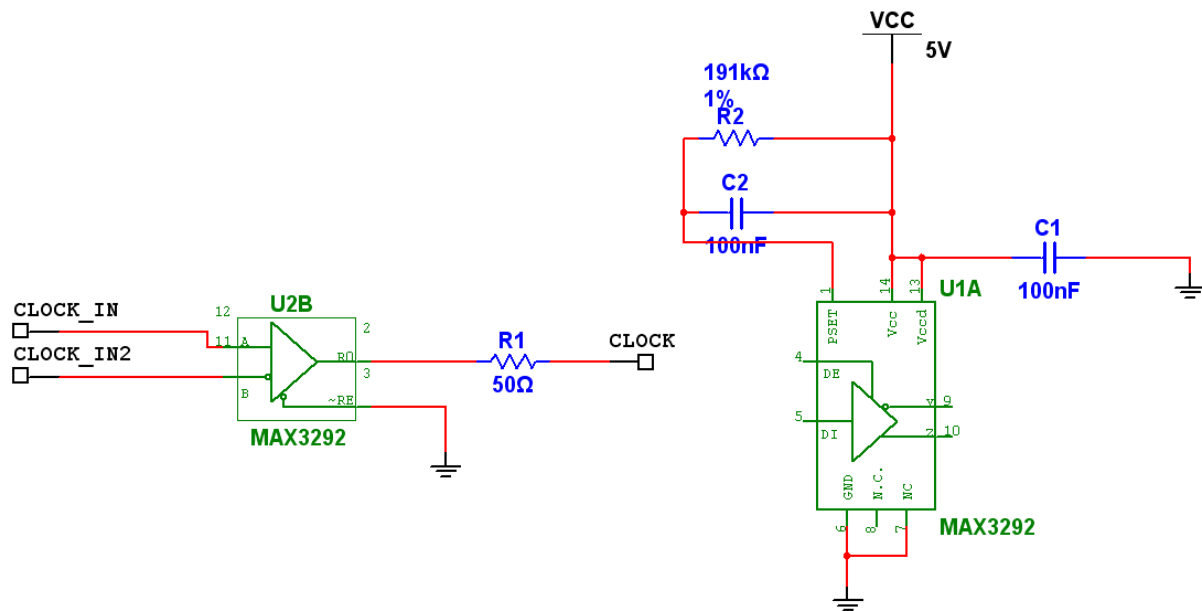 VCC
5V
191kΩ
1%
R2
C2
100nF
C1
100nF
U1A
1
14
13
PSET
Vcc
Vccd
4
DE
5
DI
Y
9
Z
10
GND
N.C.
NC
6
8
7
MAX3292
CLOCK_IN
CLOCK_IN2
12
U2B
2
11
A
RO
3
B
~RE
MAX3292
R1
50Ω
CLOCK